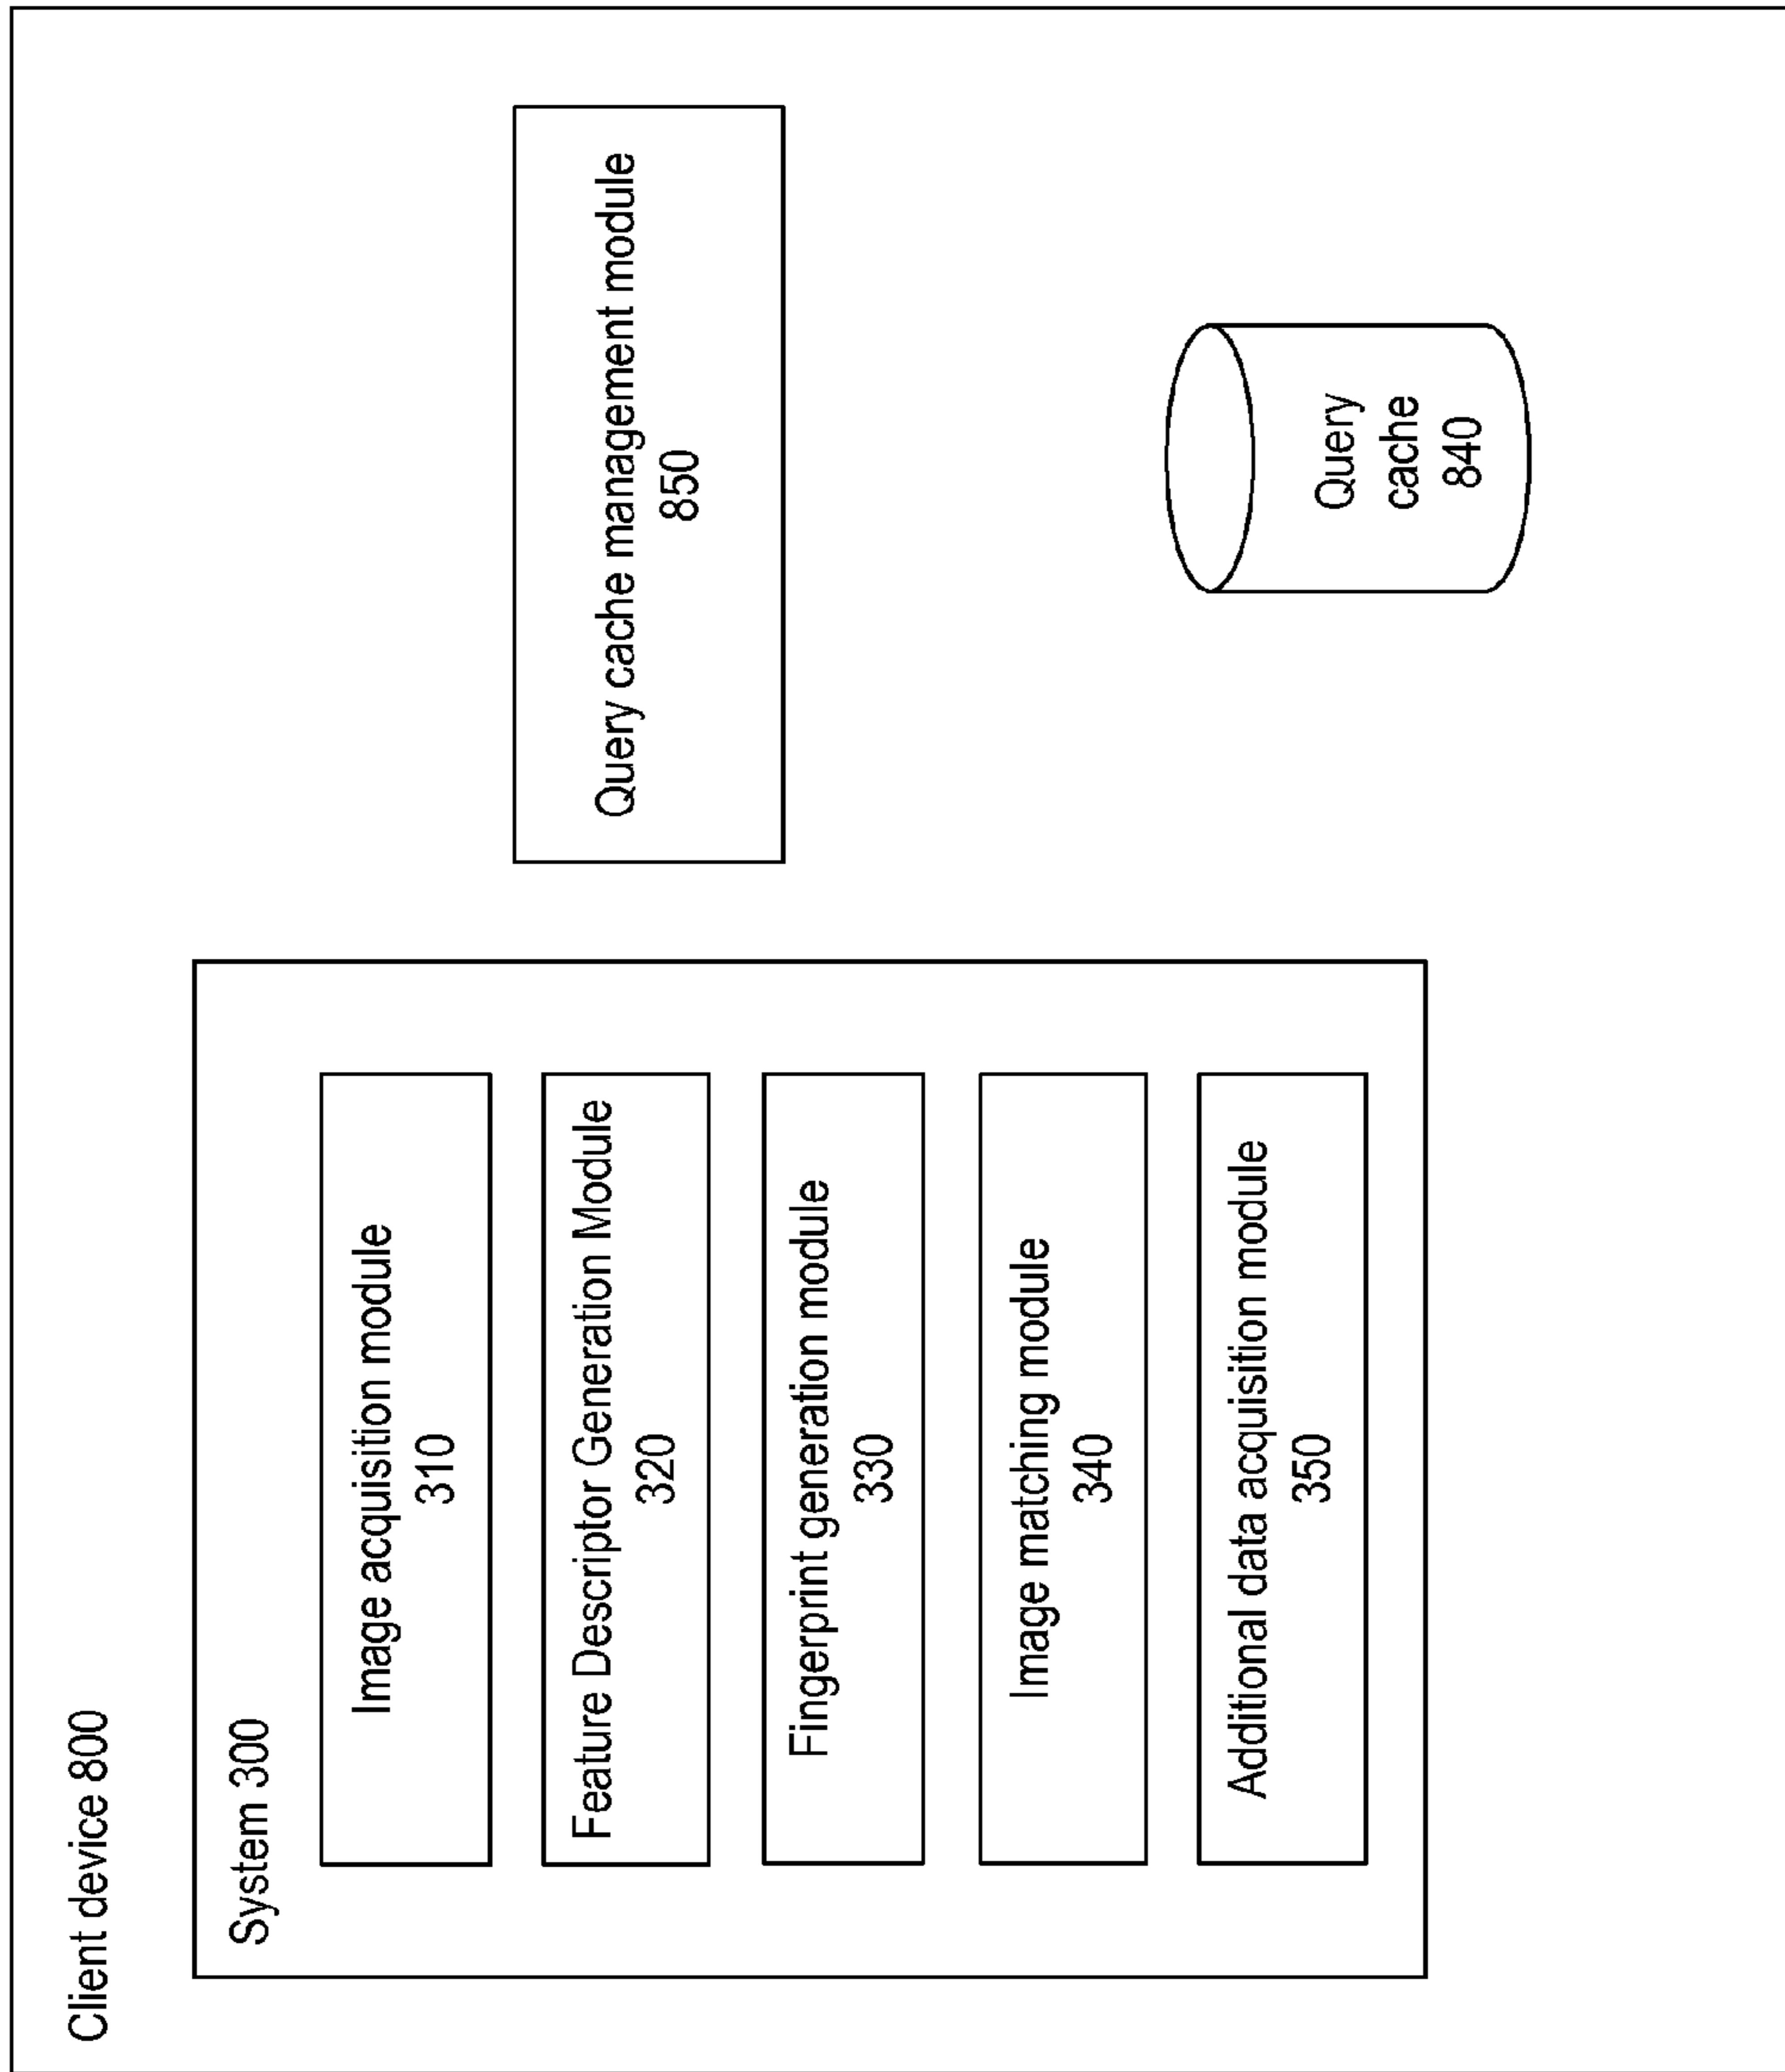 Client device 800
System 300
Image acquisition module
310
Feature Descriptor Generation Module
320
Fingerprint generation module
330
Image matching module
340
Additional data acquisition module
350
Query cache management module
850
Query
cache
840